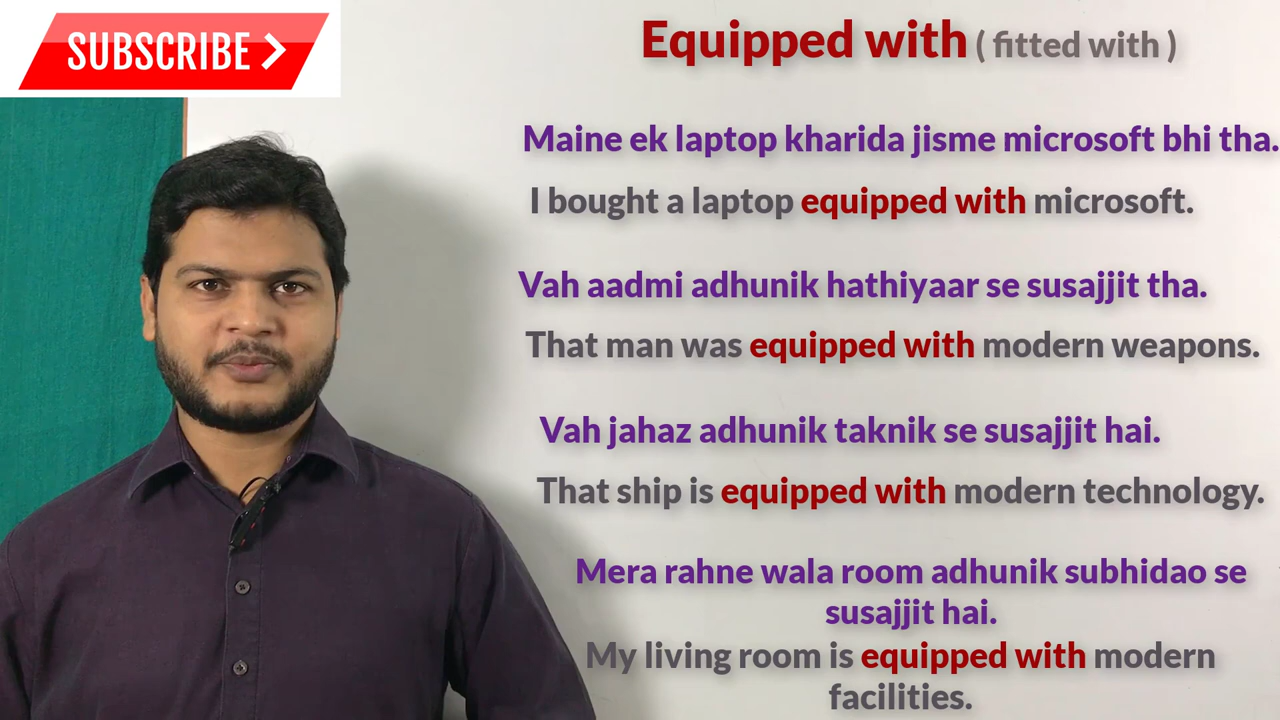 SUBSCRIBE
Equipped with ( fitted with )
Maine ek laptop kharida jisme microsoft bhi tha.
I bought a laptop equipped with microsoft.
Vah aadmi adhunik hathiyaar se susajjit tha.
That man was equipped with modern weapons.
Vah jahaz adhunik taknik se susajjit hai.
That ship is equipped with modern technology.
Mera rahne wala room adhunik subhidao se
susajjit hai.
My living room is equipped with modern
facilities.